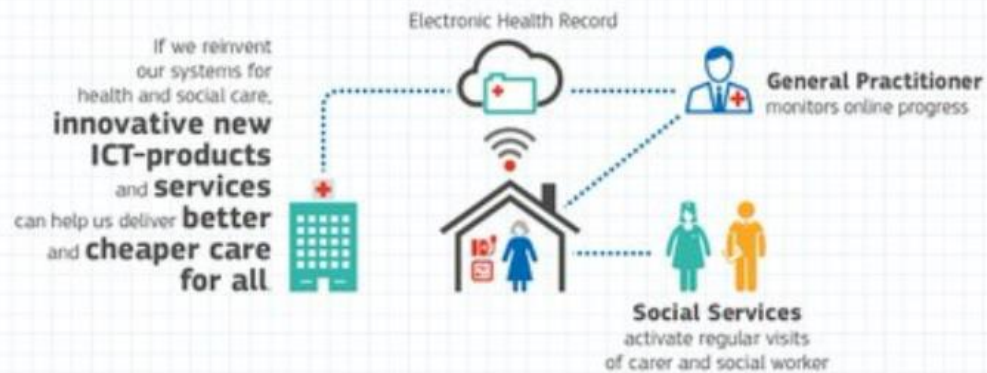 Electronic Health Record
If we reinvent
our systems for
health and social care,
innovative new
ICT-products
and services
can help us deliver better
and cheaper care
for all
General Practitioner
monitors online progress
Social Services
activate regular visits
of carer and social worker